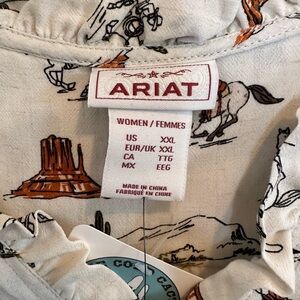 ARIAT
WOMEN / FEMMES
US XXL
EUR/UK XXL
CA TTG
MX EEG
MADE IN CHINA
FABRIQUÉ EN CHINE